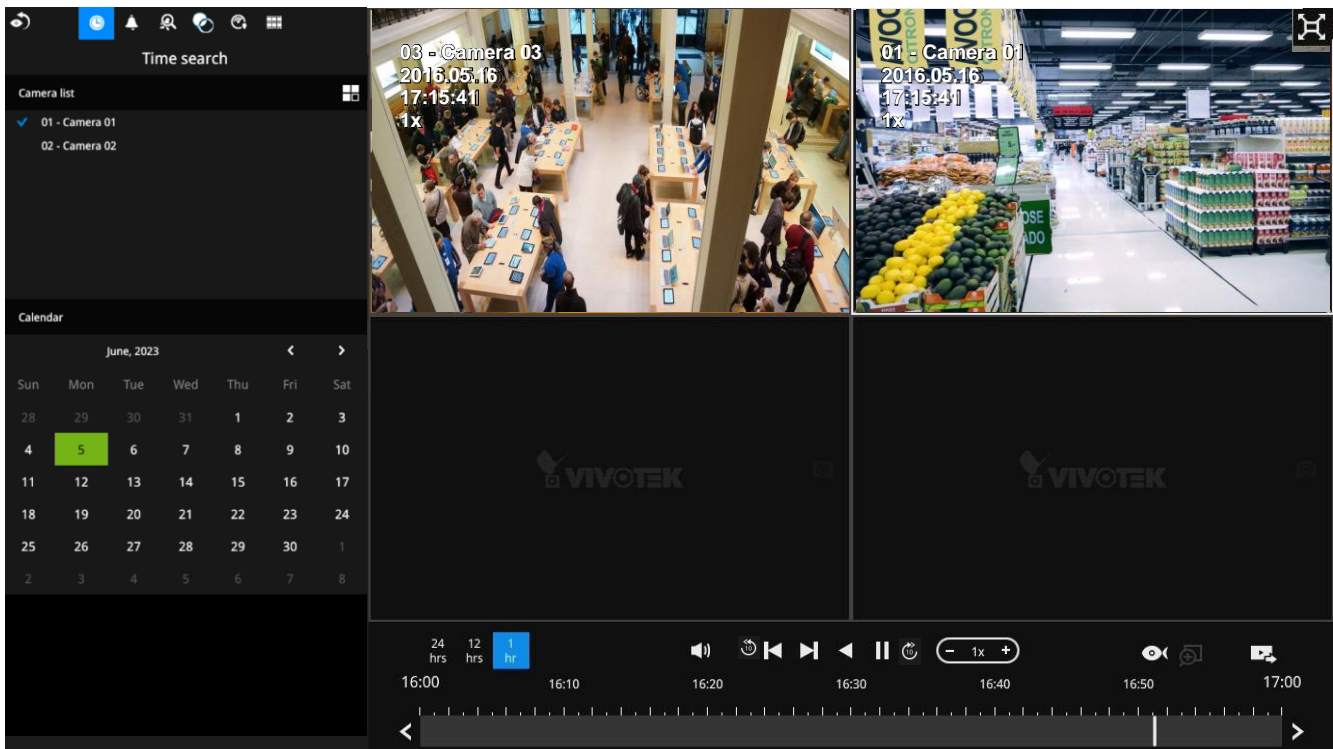 Time search
Camera list
01 - Camera 01
02 - Camera 02
Calendar
June, 2023
Sun Mon Tue Wed Thu Fri Sat
28 29 30 31 1 2 3
4 5 6 7 8 9 10
11 12 13 14 15 16 17
18 19 20 21 22 23 24
25 26 27 28 29 30 1
2 3 4 5 6 7 8
03 - Camera 03
2016.05.16
17:15:41
1x
01 - Camera 01
2016.05.16
17:15:41
1x
OSE
ADO
VIVOTEK
VIVOTEK
24 hrs
12 hrs
1 hr
10
10
- 1x +
16:00 16:10 16:20 16:30 16:40 16:50 17:00